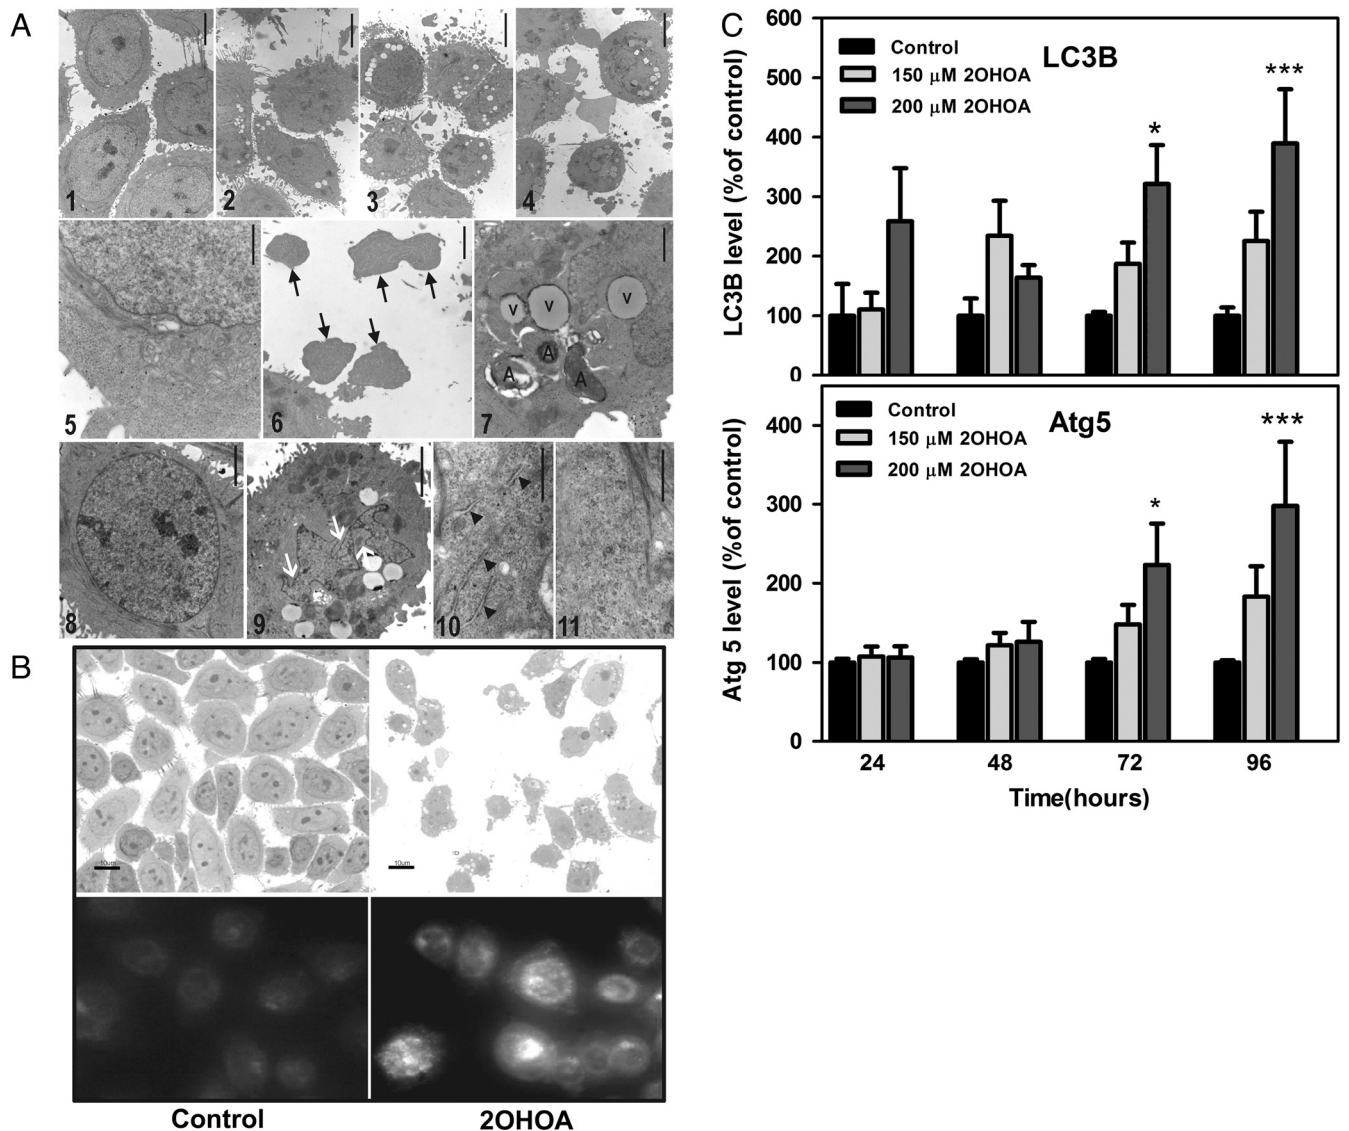 A
1
2
3
4
5
6
7
V
V
V
A
A
A
8
9
10
11
B
10um
10um
Control
2OHOA
C
600
500
400
300
200
100
0
LC3B level (%of control)
Control
150 µM 2OHOA
200 µM 2OHOA
LC3B
*
***
400
300
200
100
0
Atg 5 level (%of control)
Control
150 µM 2OHOA
200 µM 2OHOA
Atg5
*
***
24
48
72
96
Time(hours)